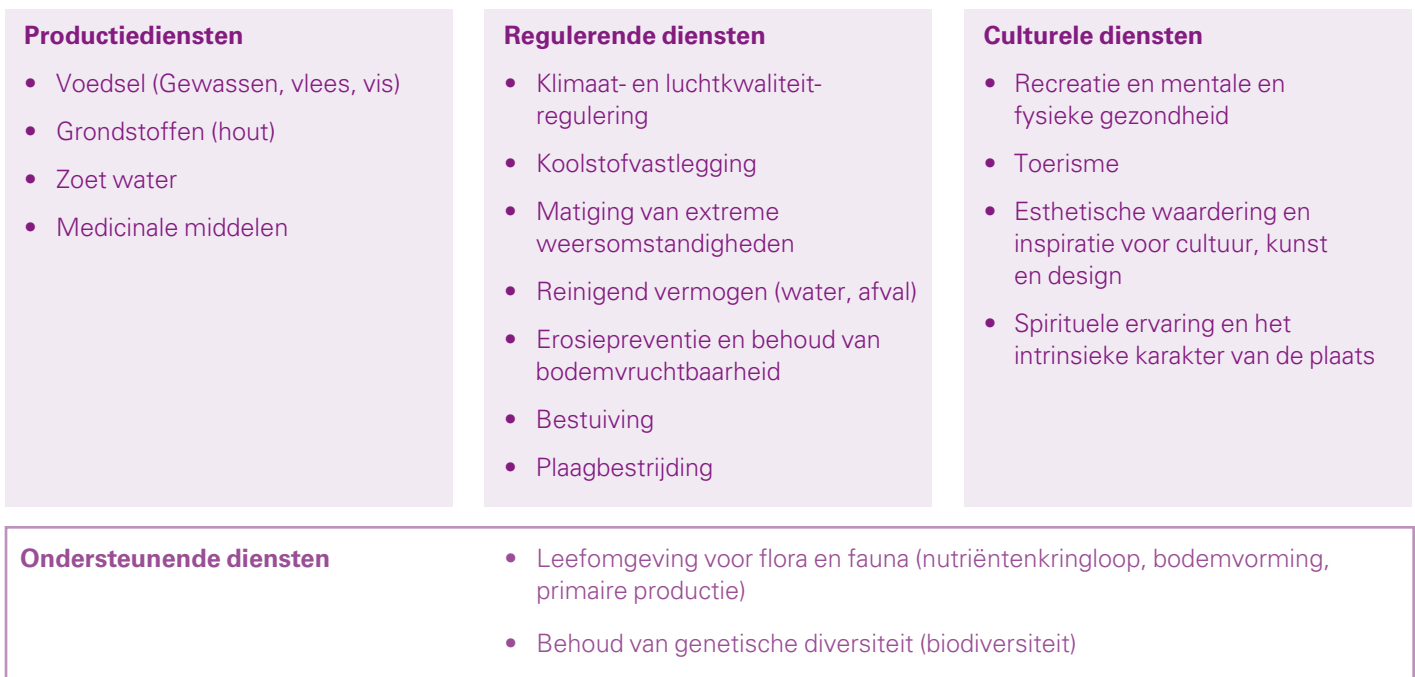 Productiediensten
• Voedsel (Gewassen, vlees, vis)
• Grondstoffen (hout)
• Zoet water
• Medicinale middelen
Regulerende diensten
• Klimaat- en luchtkwaliteit-
regulering
• Koolstofvastlegging
• Matiging van extreme
weersomstandigheden
• Reinigend vermogen (water, afval)
• Erosiepreventie en behoud van
bodemvruchtbaarheid
• Bestuiving
• Plaagbestrijding
Culturele diensten
• Recreatie en mentale en
fysieke gezondheid
• Toerisme
• Esthetische waardering en
inspiratie voor cultuur, kunst
en design
• Spirituele ervaring en het
intrinsieke karakter van de plaats
Ondersteunende diensten
• Leefomgeving voor flora en fauna (nutriëntenkringloop, bodemvorming,
primaire productie)
• Behoud van genetische diversiteit (biodiversiteit)